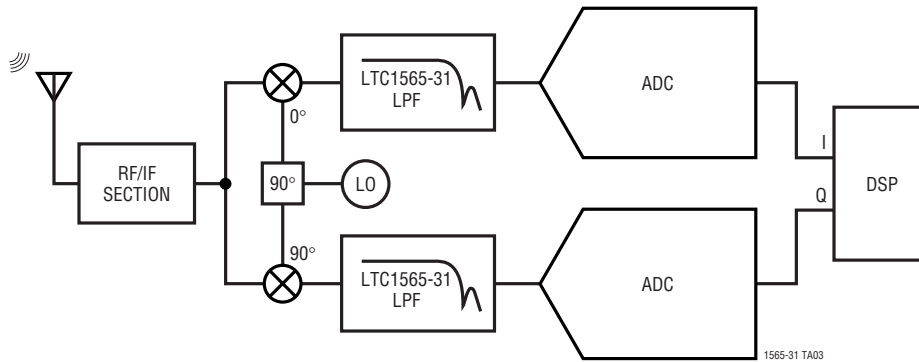 LTC1565-31
LPF
ADC
0°
RF/IF
SECTION
90°
LO
I
Q
DSP
90°
LTC1565-31
LPF
ADC
1565-31 TA03